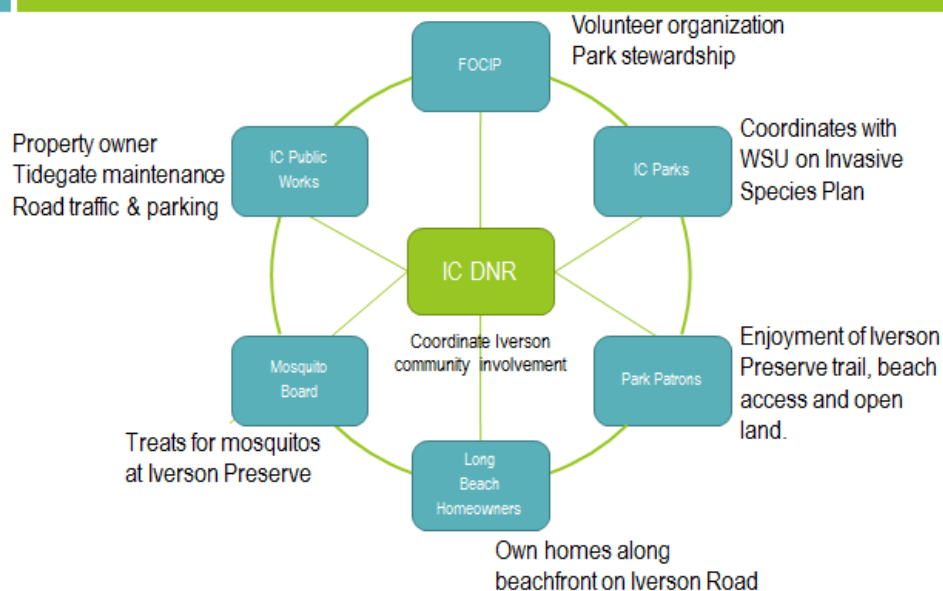 Volunteer organization
Park stewardship
FOCIP
Property owner
Tidegate maintenance
Road traffic & parking
IC Public
Works
IC Parks
Coordinates with
WSU on Invasive
Species Plan
IC DNR
Coordinate Iverson
community involvement
Mosquito
Board
Treats for mosquitos
at Iverson Preserve
Park Patrons
Enjoyment of Iverson
Preserve trail, beach
access and open
land.
Long
Beach
Homeowners
Own homes along
beachfront on Iverson Road